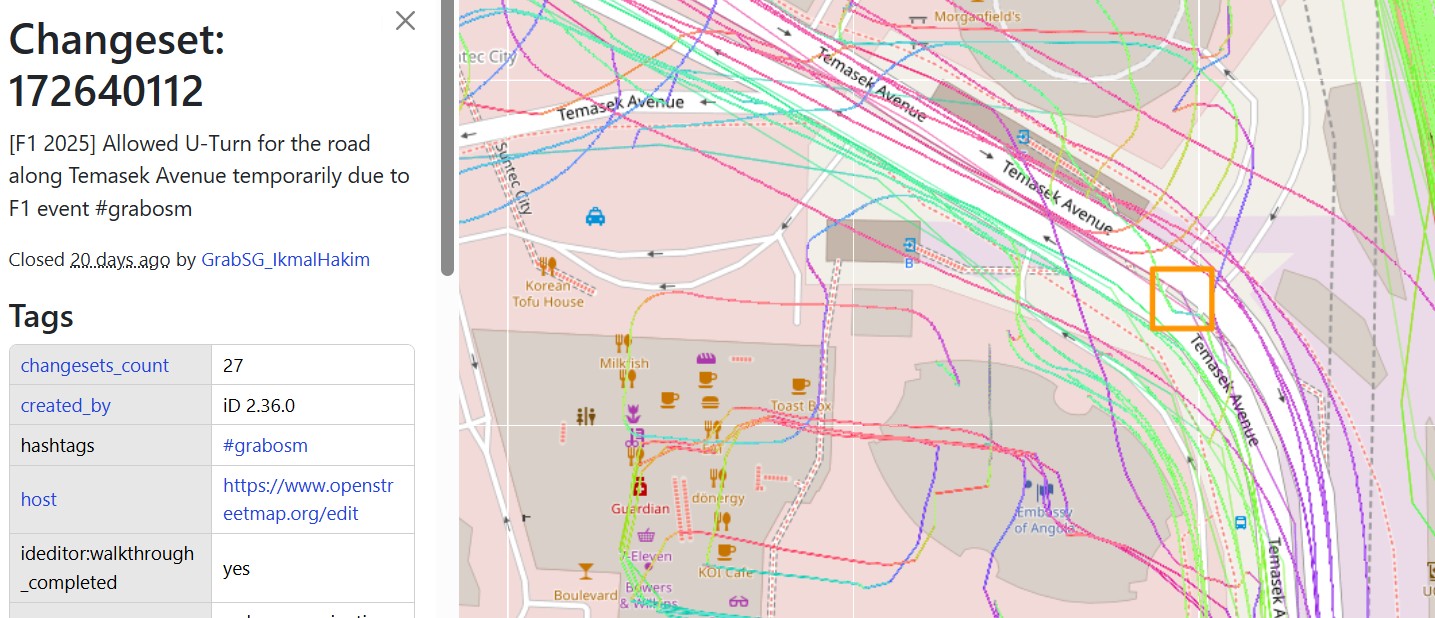 Changeset:
172640112
[F1 2025] Allowed U-Turn for the road
along Temasek Avenue temporarily due to
F1 event #grabosm
Closed 20 days ago by GrabSG_IkmalHakim
Tags
changesets_count 27
created_by iD 2.36.0
hashtags #grabosm
host https://www.openstr
eetmap.org/edit
ideditor:walkthrough
_completed yes
Morganfield's
tec City
Temasek Avenue
Temasek Avenue
Suntec City
Temasek Avenue
B
Korean
Tofu House
Temasek Avenue
Milkfish
Toast Box
Eat
donergy
Guardian
Embassy
of Angola
7-Eleven
KOI Café
Boulevard
Bowers
& Wilkins
Temasek A